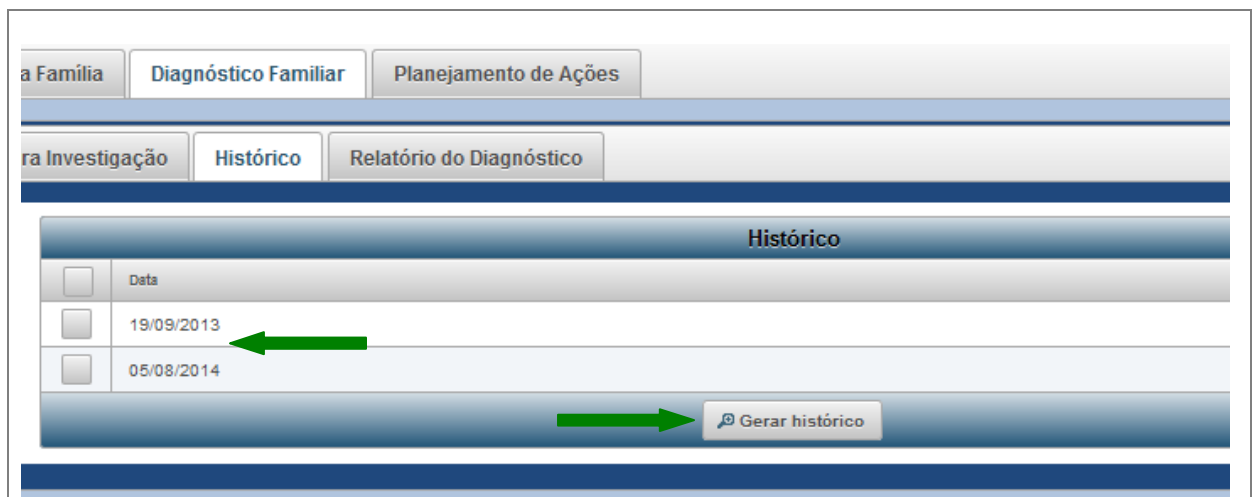 a Família Diagnóstico Familiar Planejamento de Ações
ra Investigação Histórico Relatório do Diagnóstico
Histórico
Data
19/09/2013
05/08/2014
Gerar histórico